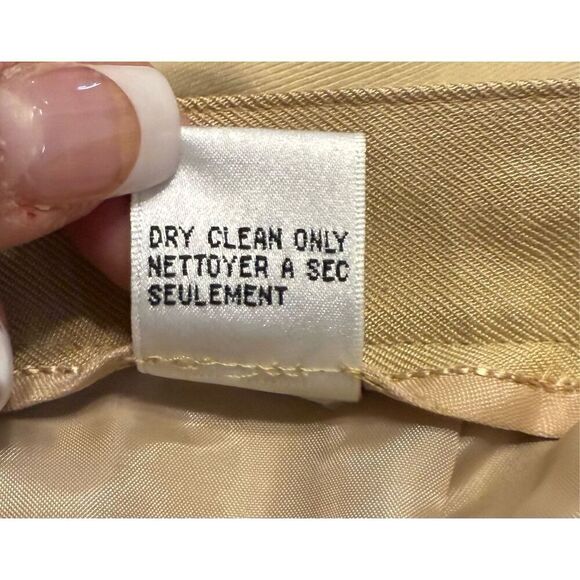 DRY CLEAN ONLY
NETTOYER A SEC
SEULEMENT